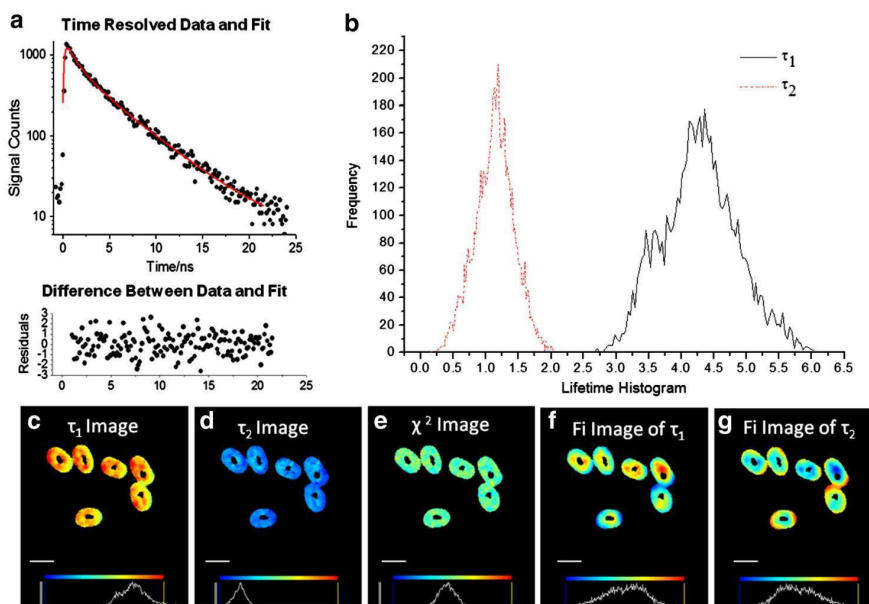 a
Time Resolved Data and Fit
1000
100
10
Signal Counts
0 5 10 15 20 25
Time/ns
Difference Between Data and Fit
3
2
1
0
-1
-2
-3
Residuals
0 5 10 15 20 25
b
220
200
180
160
140
120
100
80
60
40
20
0
Frequency
τ1
τ2
0.0 0.5 1.0 1.5 2.0 2.5 3.0 3.5 4.0 4.5 5.0 5.5 6.0 6.5
Lifetime Histogram
c
τ1 Image
d
τ2 Image
e
χ2 Image
f
Fi Image of τ1
g
Fi Image of τ2